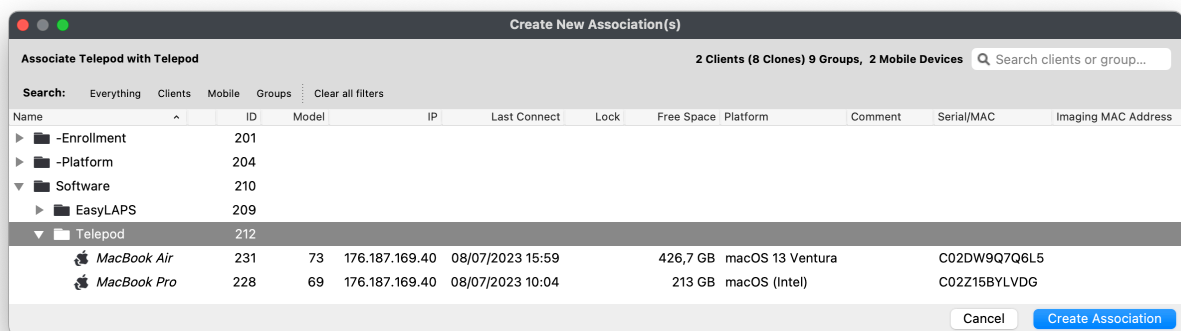 Create New Association(s)
Associate Telepod with Telepod 2 Clients (8 Clones) 9 Groups, 2 Mobile Devices Search clients or group...
Search: Everything Clients Mobile Groups Clear all filters
Name ID Model IP Last Connect Lock Free Space Platform Comment Serial/MAC Imaging MAC Address
-Enrollment 201
-Platform 204
Software 210
EasyLAPS 209
Telepod 212
MacBook Air 231 73 176.187.169.40 08/07/2023 15:59 426,7 GB macOS 13 Ventura C02DW9Q7Q6L5
MacBook Pro 228 69 176.187.169.40 08/07/2023 10:04 213 GB macOS (Intel) C02Z15BYLVDG
Cancel Create Association